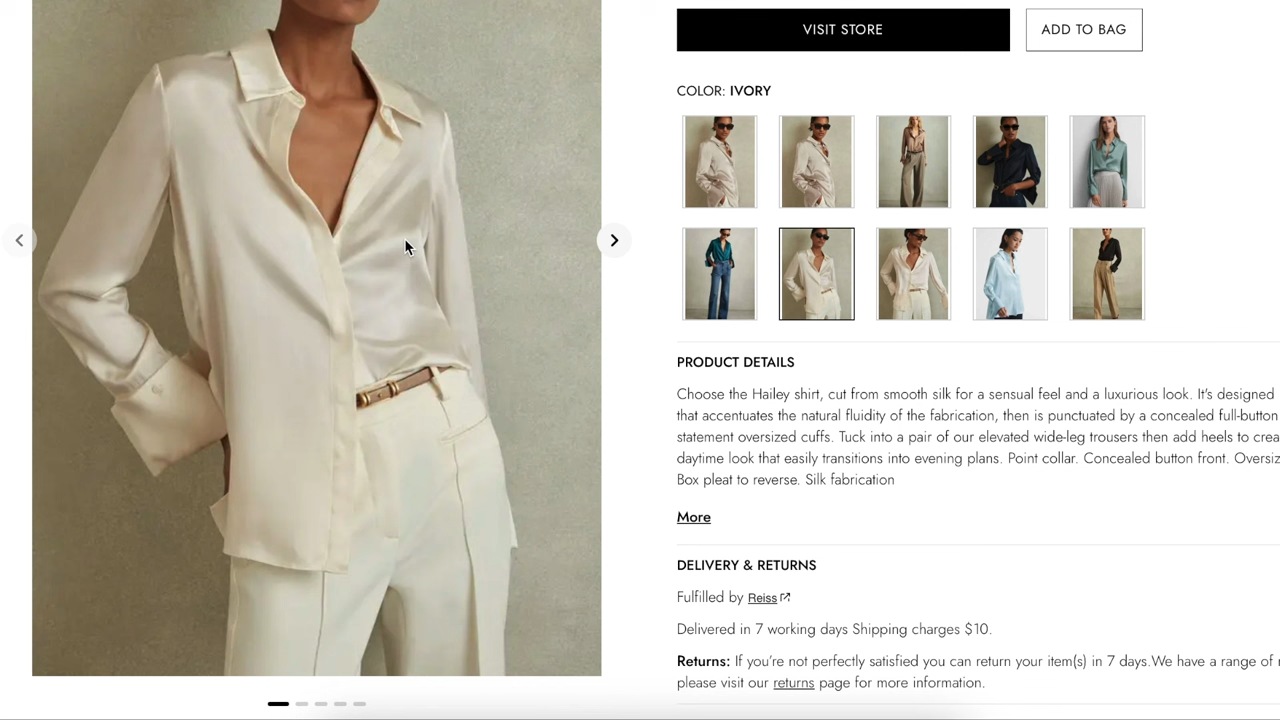 VISIT STORE
ADD TO BAG
COLOR: IVORY
PRODUCT DETAILS
Choose the Hailey shirt, cut from smooth silk for a sensual feel and a luxurious look. It's designed
that accentuates the natural fluidity of the fabrication, then is punctuated by a concealed full-button
statement oversized cuffs. Tuck into a pair of our elevated wide-leg trousers then add heels to crea
daytime look that easily transitions into evening plans. Point collar. Concealed button front. Oversiz
Box pleat to reverse. Silk fabrication
More
DELIVERY & RETURNS
Fulfilled by Reiss
Delivered in 7 working days Shipping charges $10.
Returns: If you're not perfectly satisfied you can return your item(s) in 7 days.We have a range of r
please visit our returns page for more information.